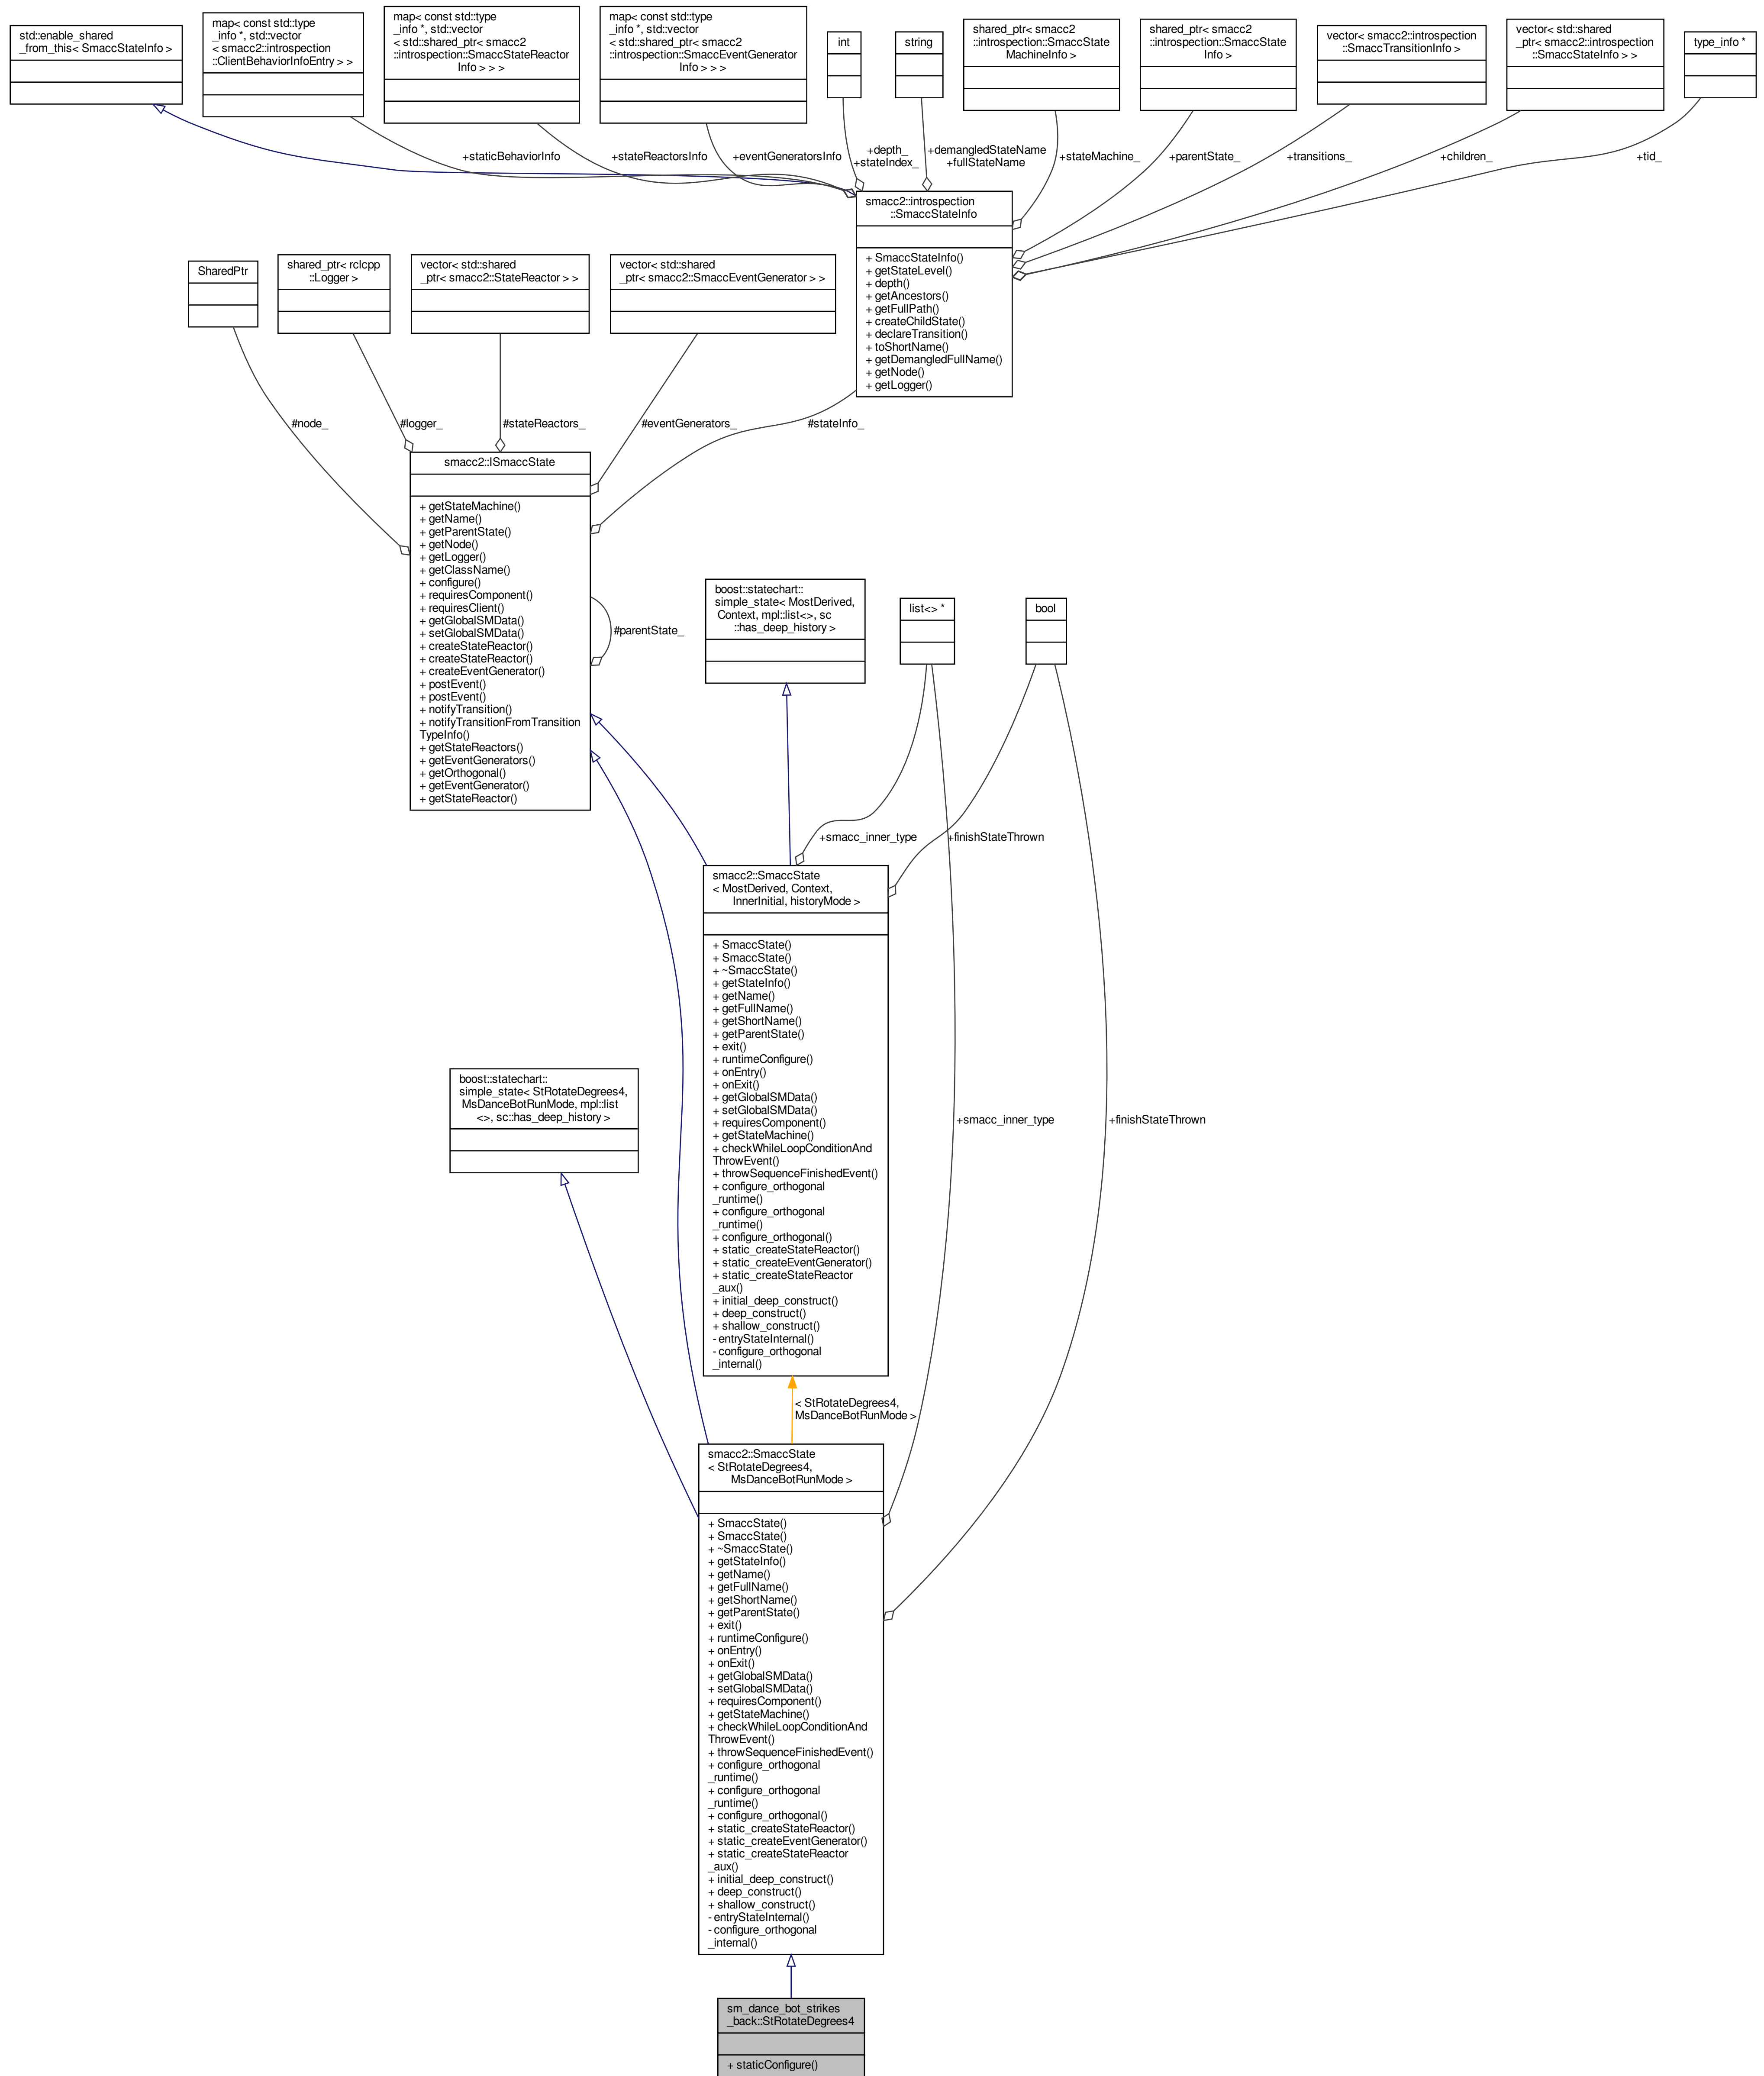 std::enable_shared
_from_this< SmaccStateInfo >
map< const std::type
_info *, std::vector
< smacc2::introspection
::ClientBehaviorInfoEntry > >
map< const std::type
_info *, std::vector
< std::shared_ptr< smacc2
::introspection::SmaccStateReactor
Info > > >
map< const std::type
_info *, std::vector
< std::shared_ptr< smacc2
::introspection::SmaccEventGenerator
Info > > >
int
string
shared_ptr< smacc2
::introspection::SmaccState
MachineInfo >
shared_ptr< smacc2
::introspection::SmaccState
Info >
vector< smacc2::introspection
::SmaccTransitionInfo >
vector< std::shared
_ptr< smacc2::introspection
::SmaccStateInfo > >
type_info *
+staticBehaviorInfo
+stateReactorsInfo
+eventGeneratorsInfo
+depth_
+stateIndex_
+demangledStateName
+fullStateName
+stateMachine_
+parentState_
+transitions_
+children_
+tid_
smacc2::introspection
::SmaccStateInfo
+ SmaccStateInfo()
+ getStateLevel()
+ depth()
+ getAncestors()
+ getFullPath()
+ createChildState()
+ declareTransition()
+ toShortName()
+ getDemangledFullName()
+ getNode()
+ getLogger()
SharedPtr
shared_ptr< rclcpp
::Logger >
vector< std::shared
_ptr< smacc2::StateReactor > >
vector< std::shared
_ptr< smacc2::SmaccEventGenerator > >
#node_
#logger_
#stateReactors_
#eventGenerators_
#stateInfo_
smacc2::ISmaccState
+ getStateMachine()
+ getName()
+ getParentState()
+ getNode()
+ getLogger()
+ getClassName()
+ configure()
+ requiresComponent()
+ requiresClient()
+ getGlobalSMData()
+ setGlobalSMData()
+ createStateReactor()
+ createStateReactor()
+ createEventGenerator()
+ postEvent()
+ postEvent()
+ notifyTransition()
+ notifyTransitionFromTransition
TypeInfo()
+ getStateReactors()
+ getEventGenerators()
+ getOrthogonal()
+ getEventGenerator()
+ getStateReactor()
#parentState_
boost::statechart::
simple_state< MostDerived,
Context, mpl::list<>, sc
::has_deep_history >
list<> *
bool
+smacc_inner_type
+finishStateThrown
smacc2::SmaccState
< MostDerived, Context,
InnerInitial, historyMode >
+ SmaccState()
+ SmaccState()
+ ~SmaccState()
+ getStateInfo()
+ getName()
+ getFullName()
+ getShortName()
+ getParentState()
+ exit()
+ runtimeConfigure()
+ onEntry()
+ onExit()
+ getGlobalSMData()
+ setGlobalSMData()
+ requiresComponent()
+ getStateMachine()
+ checkWhileLoopConditionAnd
ThrowEvent()
+ throwSequenceFinishedEvent()
+ configure_orthogonal
_runtime()
+ configure_orthogonal
_runtime()
+ configure_orthogonal()
+ static_createStateReactor()
+ static_createEventGenerator()
+ static_createStateReactor
_aux()
+ initial_deep_construct()
+ deep_construct()
+ shallow_construct()
- entryStateInternal()
- configure_orthogonal
_internal()
boost::statechart::
simple_state< StRotateDegrees4,
MsDanceBotRunMode, mpl::list
<>, sc::has_deep_history >
+smacc_inner_type
+finishStateThrown
< StRotateDegrees4,
MsDanceBotRunMode >
smacc2::SmaccState
< StRotateDegrees4,
MsDanceBotRunMode >
+ SmaccState()
+ SmaccState()
+ ~SmaccState()
+ getStateInfo()
+ getName()
+ getFullName()
+ getShortName()
+ getParentState()
+ exit()
+ runtimeConfigure()
+ onEntry()
+ onExit()
+ getGlobalSMData()
+ setGlobalSMData()
+ requiresComponent()
+ getStateMachine()
+ checkWhileLoopConditionAnd
ThrowEvent()
+ throwSequenceFinishedEvent()
+ configure_orthogonal
_runtime()
+ configure_orthogonal
_runtime()
+ configure_orthogonal()
+ static_createStateReactor()
+ static_createEventGenerator()
+ static_createStateReactor
_aux()
+ initial_deep_construct()
+ deep_construct()
+ shallow_construct()
- entryStateInternal()
- configure_orthogonal
_internal()
sm_dance_bot_strikes
_back::StRotateDegrees4
+ staticConfigure()